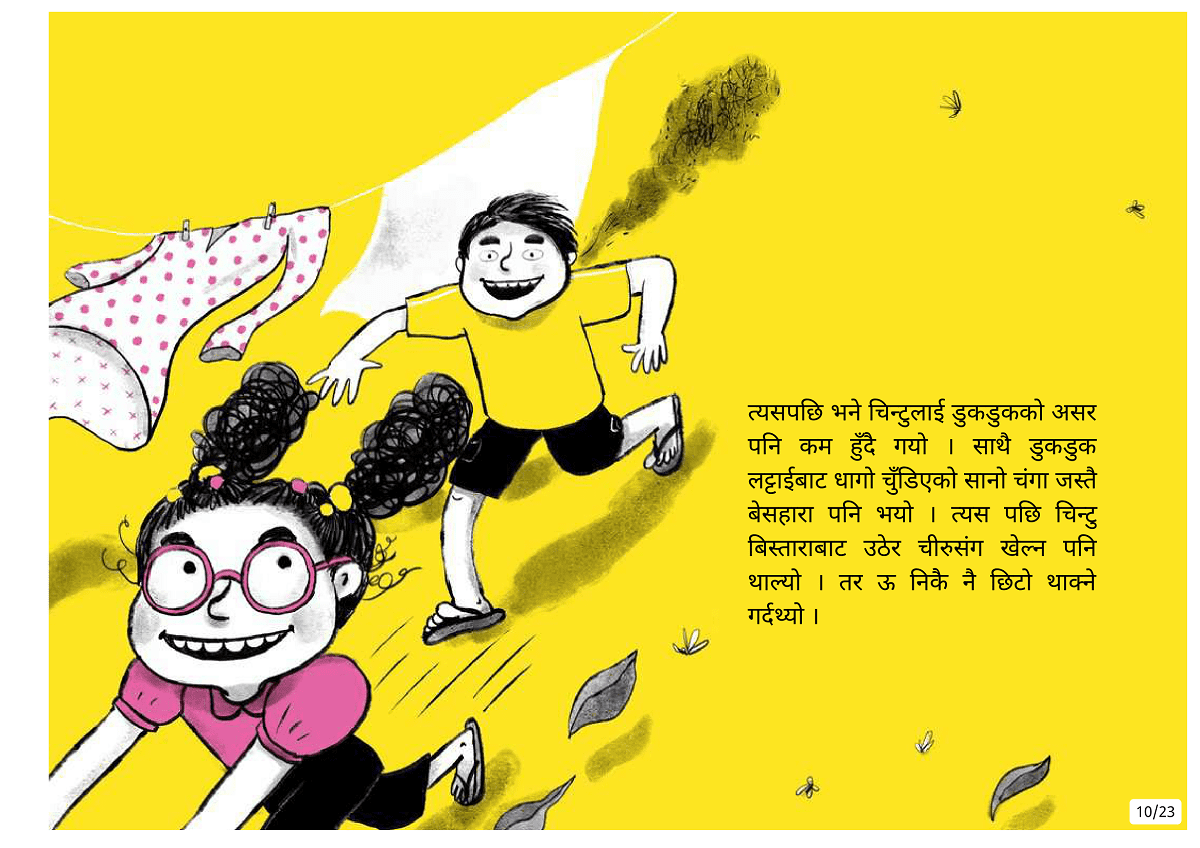 त्यसपछि भने चिन्टुलाई डुकडुकको असर
पनि कम हुँदै गयो । साथै डुकडुक
लट्टाईबाट धागो चुँडिएको सानो चंगा जस्तै
बेसहारा पनि भयो । त्यस पछि चिन्टु
बिस्ताराबाट उठेर चीरुसंग खेल्न पनि
थाल्यो । तर ऊ निकै नै छिटो थाक्ने
गर्दथ्यो ।
10/23